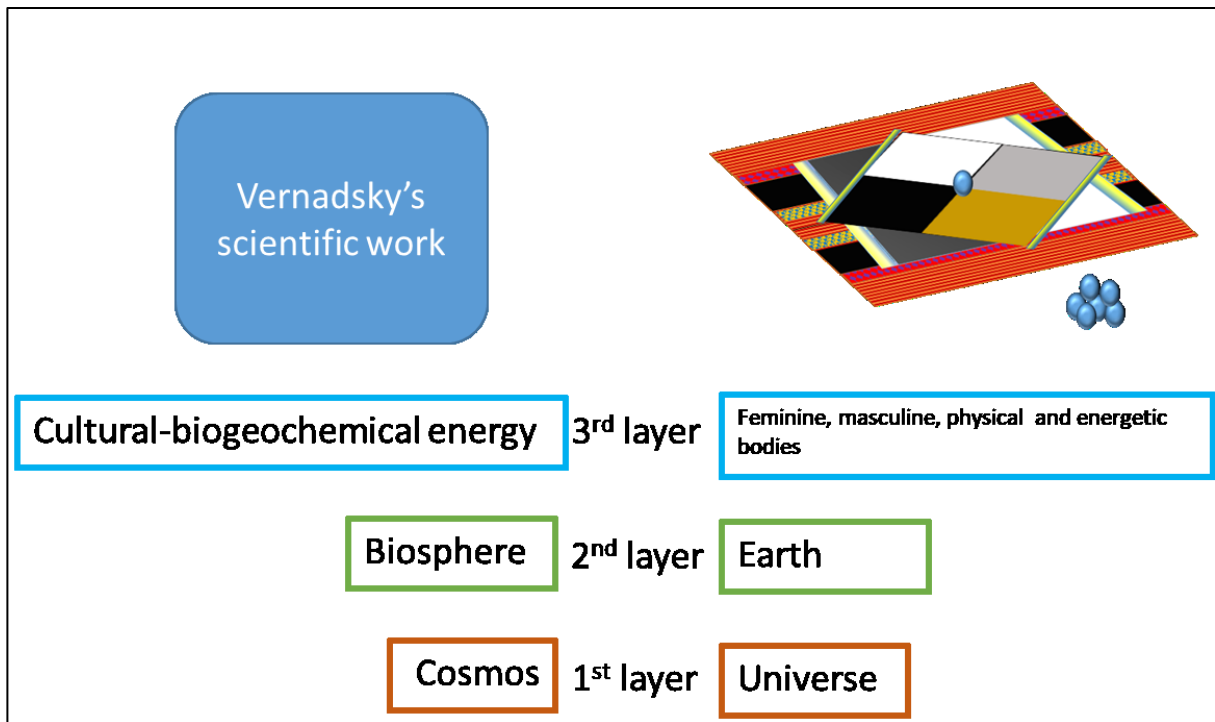 Vernadsky’s
scientific work
Cultural-biogeochemical energy
3rd layer
Feminine, masculine, physical and energetic
bodies
Biosphere
2nd layer
Earth
Cosmos
1st layer
Universe